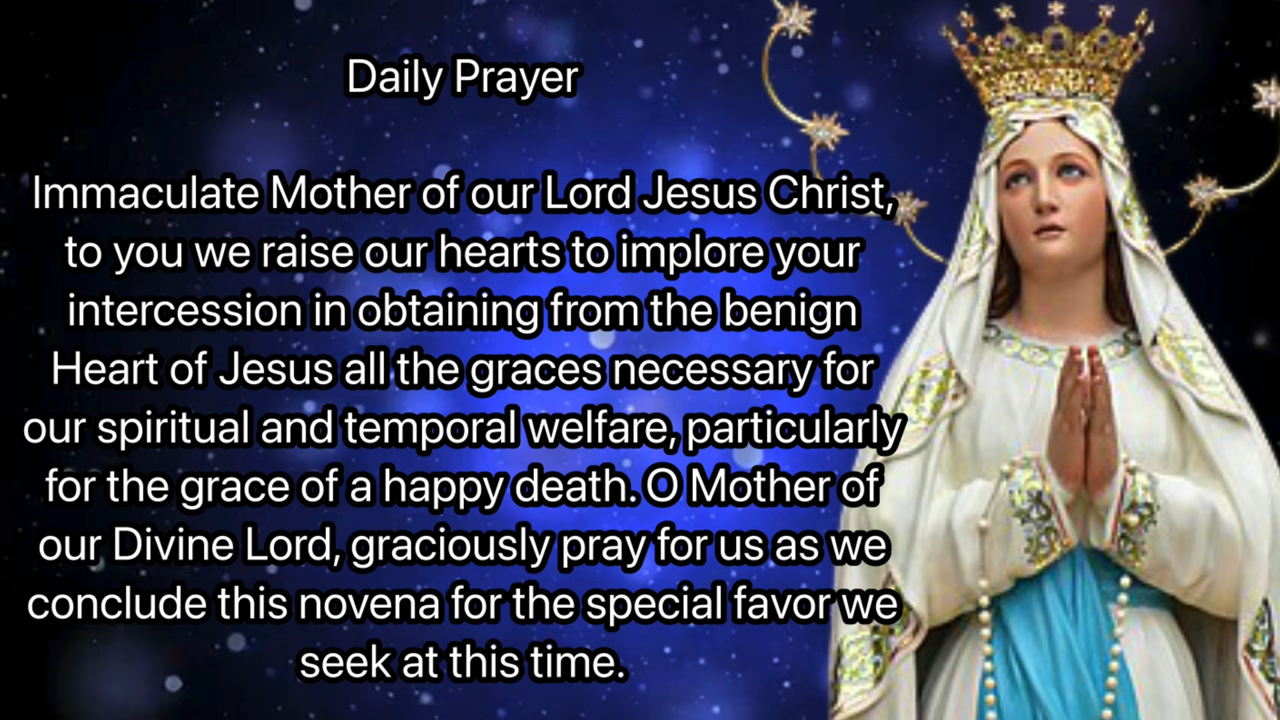 Daily Prayer
Immaculate Mother of our Lord Jesus Christ,
to you we raise our hearts to implore your
intercession in obtaining from the benign
Heart of Jesus all the graces necessary for
our spiritual and temporal welfare, particularly
for the grace of a happy death. O Mother of
our Divine Lord, graciously pray for us as we
conclude this novena for the special favor we
seek at this time.